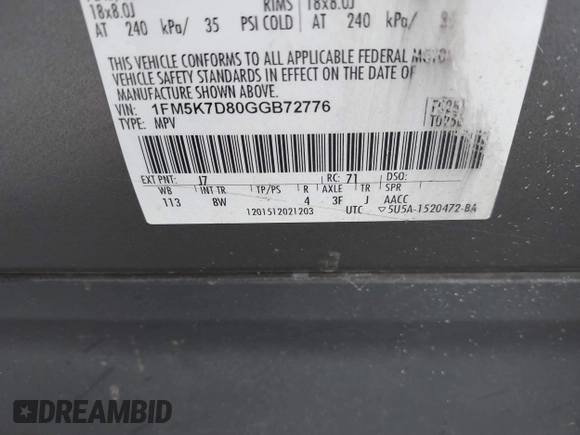 18x8.0J RIMS 18x8.0J
AT 240 kPa/ 35 PSI COLD AT 240 kPa/
THIS VEHICLE CONFORMS TO ALL APPLICABLE FEDERAL MOTOR
VEHICLE SAFETY STANDARDS IN EFFECT ON THE DATE OF
MANUFACTURE SHOWN ABOVE.
VIN: 1FM5K7D80GGB72776
TYPE: MPV
EXT PNT: J7 RC: 71 DSO:
WB INT TR TP/PS R AXLE TR SPR
113 8W 4 3F J AACC
1201512021203 UTC ▽5U5A-1520472-BA
DREAMBID